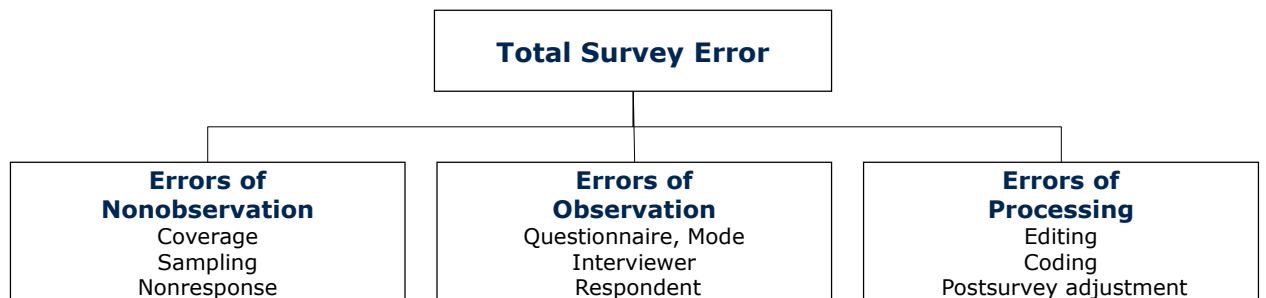 Total Survey Error
Errors of
Nonobservation
Coverage
Sampling
Nonresponse
Errors of
Observation
Questionnaire, Mode
Interviewer
Respondent
Errors of
Processing
Editing
Coding
Postsurvey adjustment